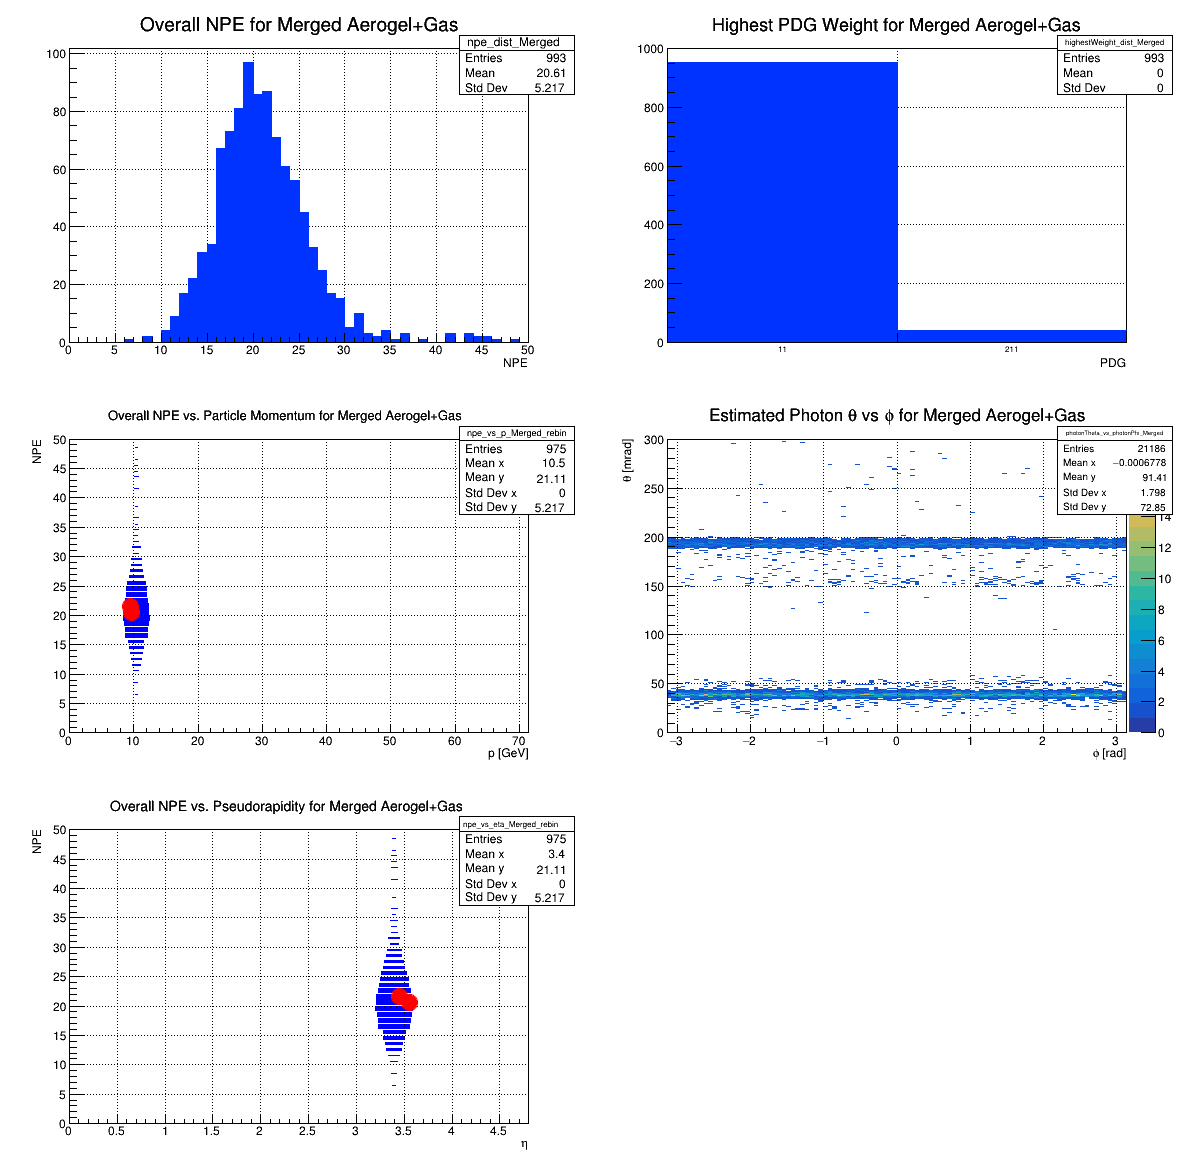 Overall NPE for Merged Aerogel+Gas
npe_dist_Merged
Entries 993
Mean 20.61
Std Dev 5.217
100
80
60
40
20
0
0 5 10 15 20 25 30 35 40 45 50
NPE
Highest PDG Weight for Merged Aerogel+Gas
highestWeight_dist_Merged
Entries 993
Mean 0
Std Dev 0
1000
800
600
400
200
0
11 211
PDG
Overall NPE vs. Particle Momentum for Merged Aerogel+Gas
npe_vs_p_Merged_rebin
Entries 975
Mean x 10.5
Mean y 21.11
Std Dev x 0
Std Dev y 5.217
NPE
50
45
40
35
30
25
20
15
10
5
0
0 10 20 30 40 50 60 70
p [GeV]
Estimated Photon θ vs ϕ for Merged Aerogel+Gas
photonTheta_vs_photonPhi_Merged
Entries 21186
Mean x −0.0006778
Mean y 91.41
Std Dev x 1.798
Std Dev y 72.85
θ [mrad]
300
250
200
150
100
50
0
−3 −2 −1 0 1 2 3
ϕ [rad]
14
12
10
8
6
4
2
0
Overall NPE vs. Pseudorapidity for Merged Aerogel+Gas
npe_vs_eta_Merged_rebin
Entries 975
Mean x 3.4
Mean y 21.11
Std Dev x 0
Std Dev y 5.217
NPE
50
45
40
35
30
25
20
15
10
5
0
0 0.5 1 1.5 2 2.5 3 3.5 4 4.5
η